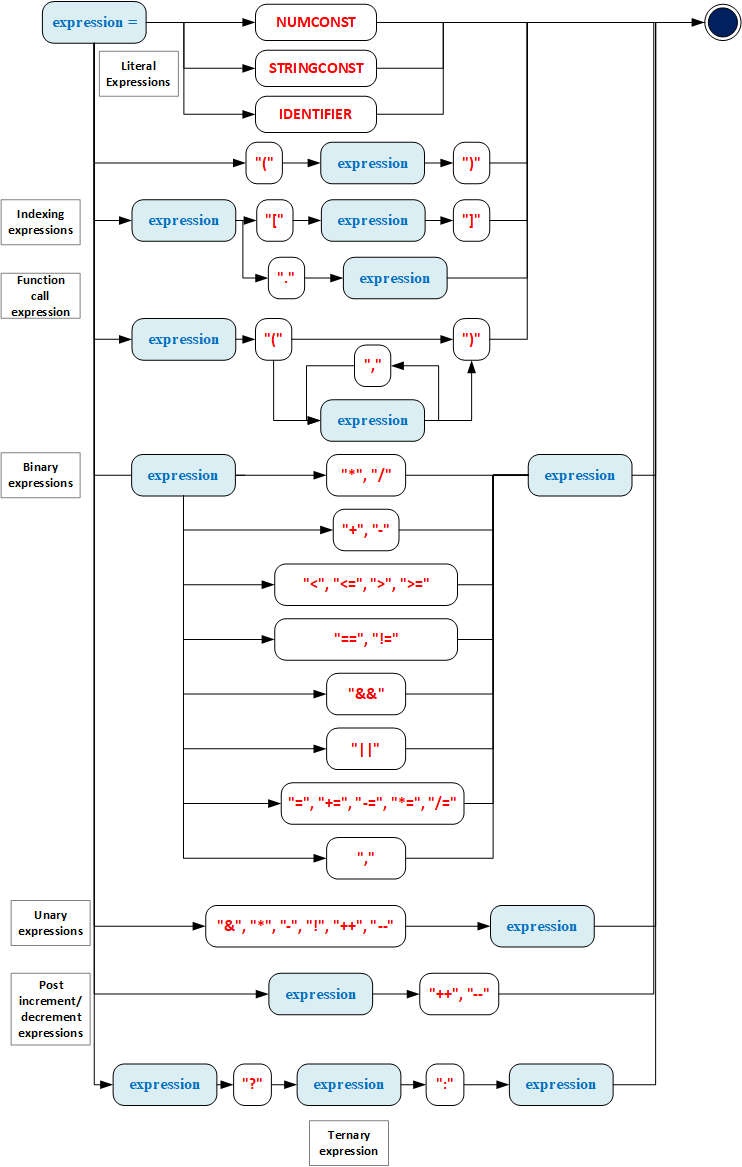 expression =
NUMCONST
Literal
Expressions
STRINGCONST
IDENTIFIER
"("
expression
")"
Indexing
expressions
expression
"["
expression
"]"
"."
expression
Function
call
expression
expression
"("
")"
","
expression
Binary
expressions
expression
"*", "/"
expression
"+", "-"
"<", "<=", ">", ">="
"==", "!="
"&&"
"||"
"=", "+=", "-=", "*=", "/="
","
Unary
expressions
"&", "*", "-", "!", "++", "--"
expression
Post
increment/
decrement
expressions
expression
"++", "--"
expression
"?"
expression
":"
expression
Ternary
expression